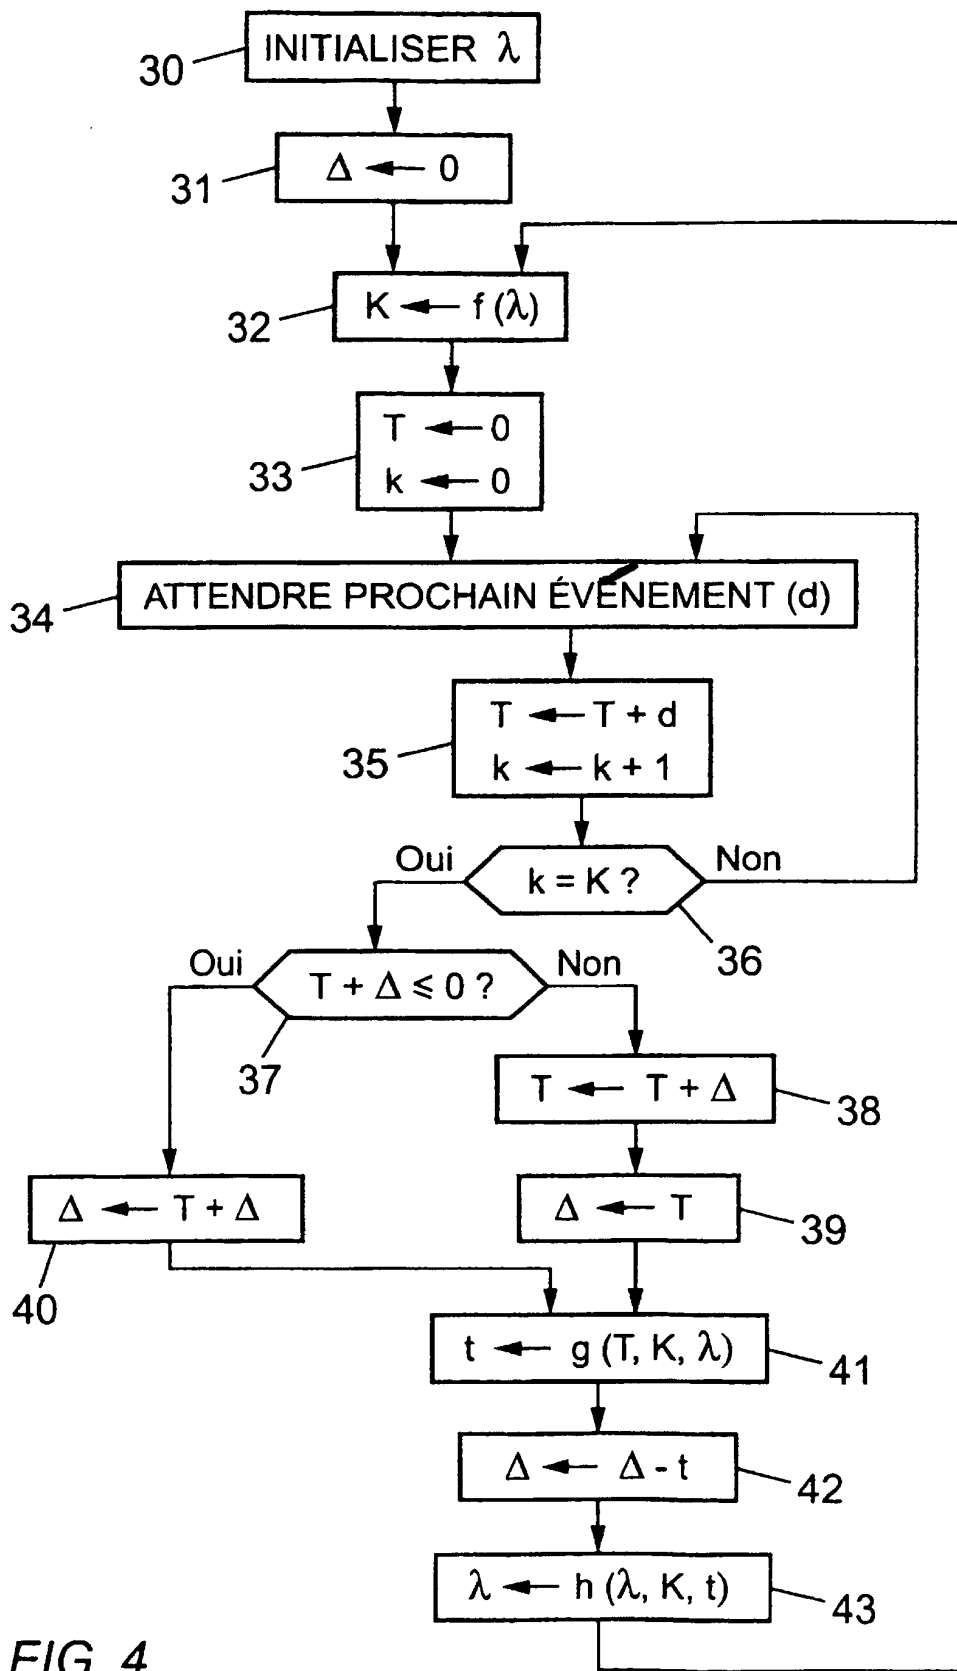 INITIALISER λ
30
Δ ← 0
31
K ← f (λ)
32
T ← 0
k ← 0
33
ATTENDRE PROCHAIN ÉVÉNEMENT (d)
34
T ← T + d
k ← k + 1
35
Oui
k = K ?
Non
36
Oui
T + Δ ⩽ 0 ?
Non
37
T ← T + Δ
38
Δ ← T + Δ
40
Δ ← T
39
t ← g (T, K, λ)
41
Δ ← Δ - t
42
λ ← h (λ, K, t)
43
FIG. 4